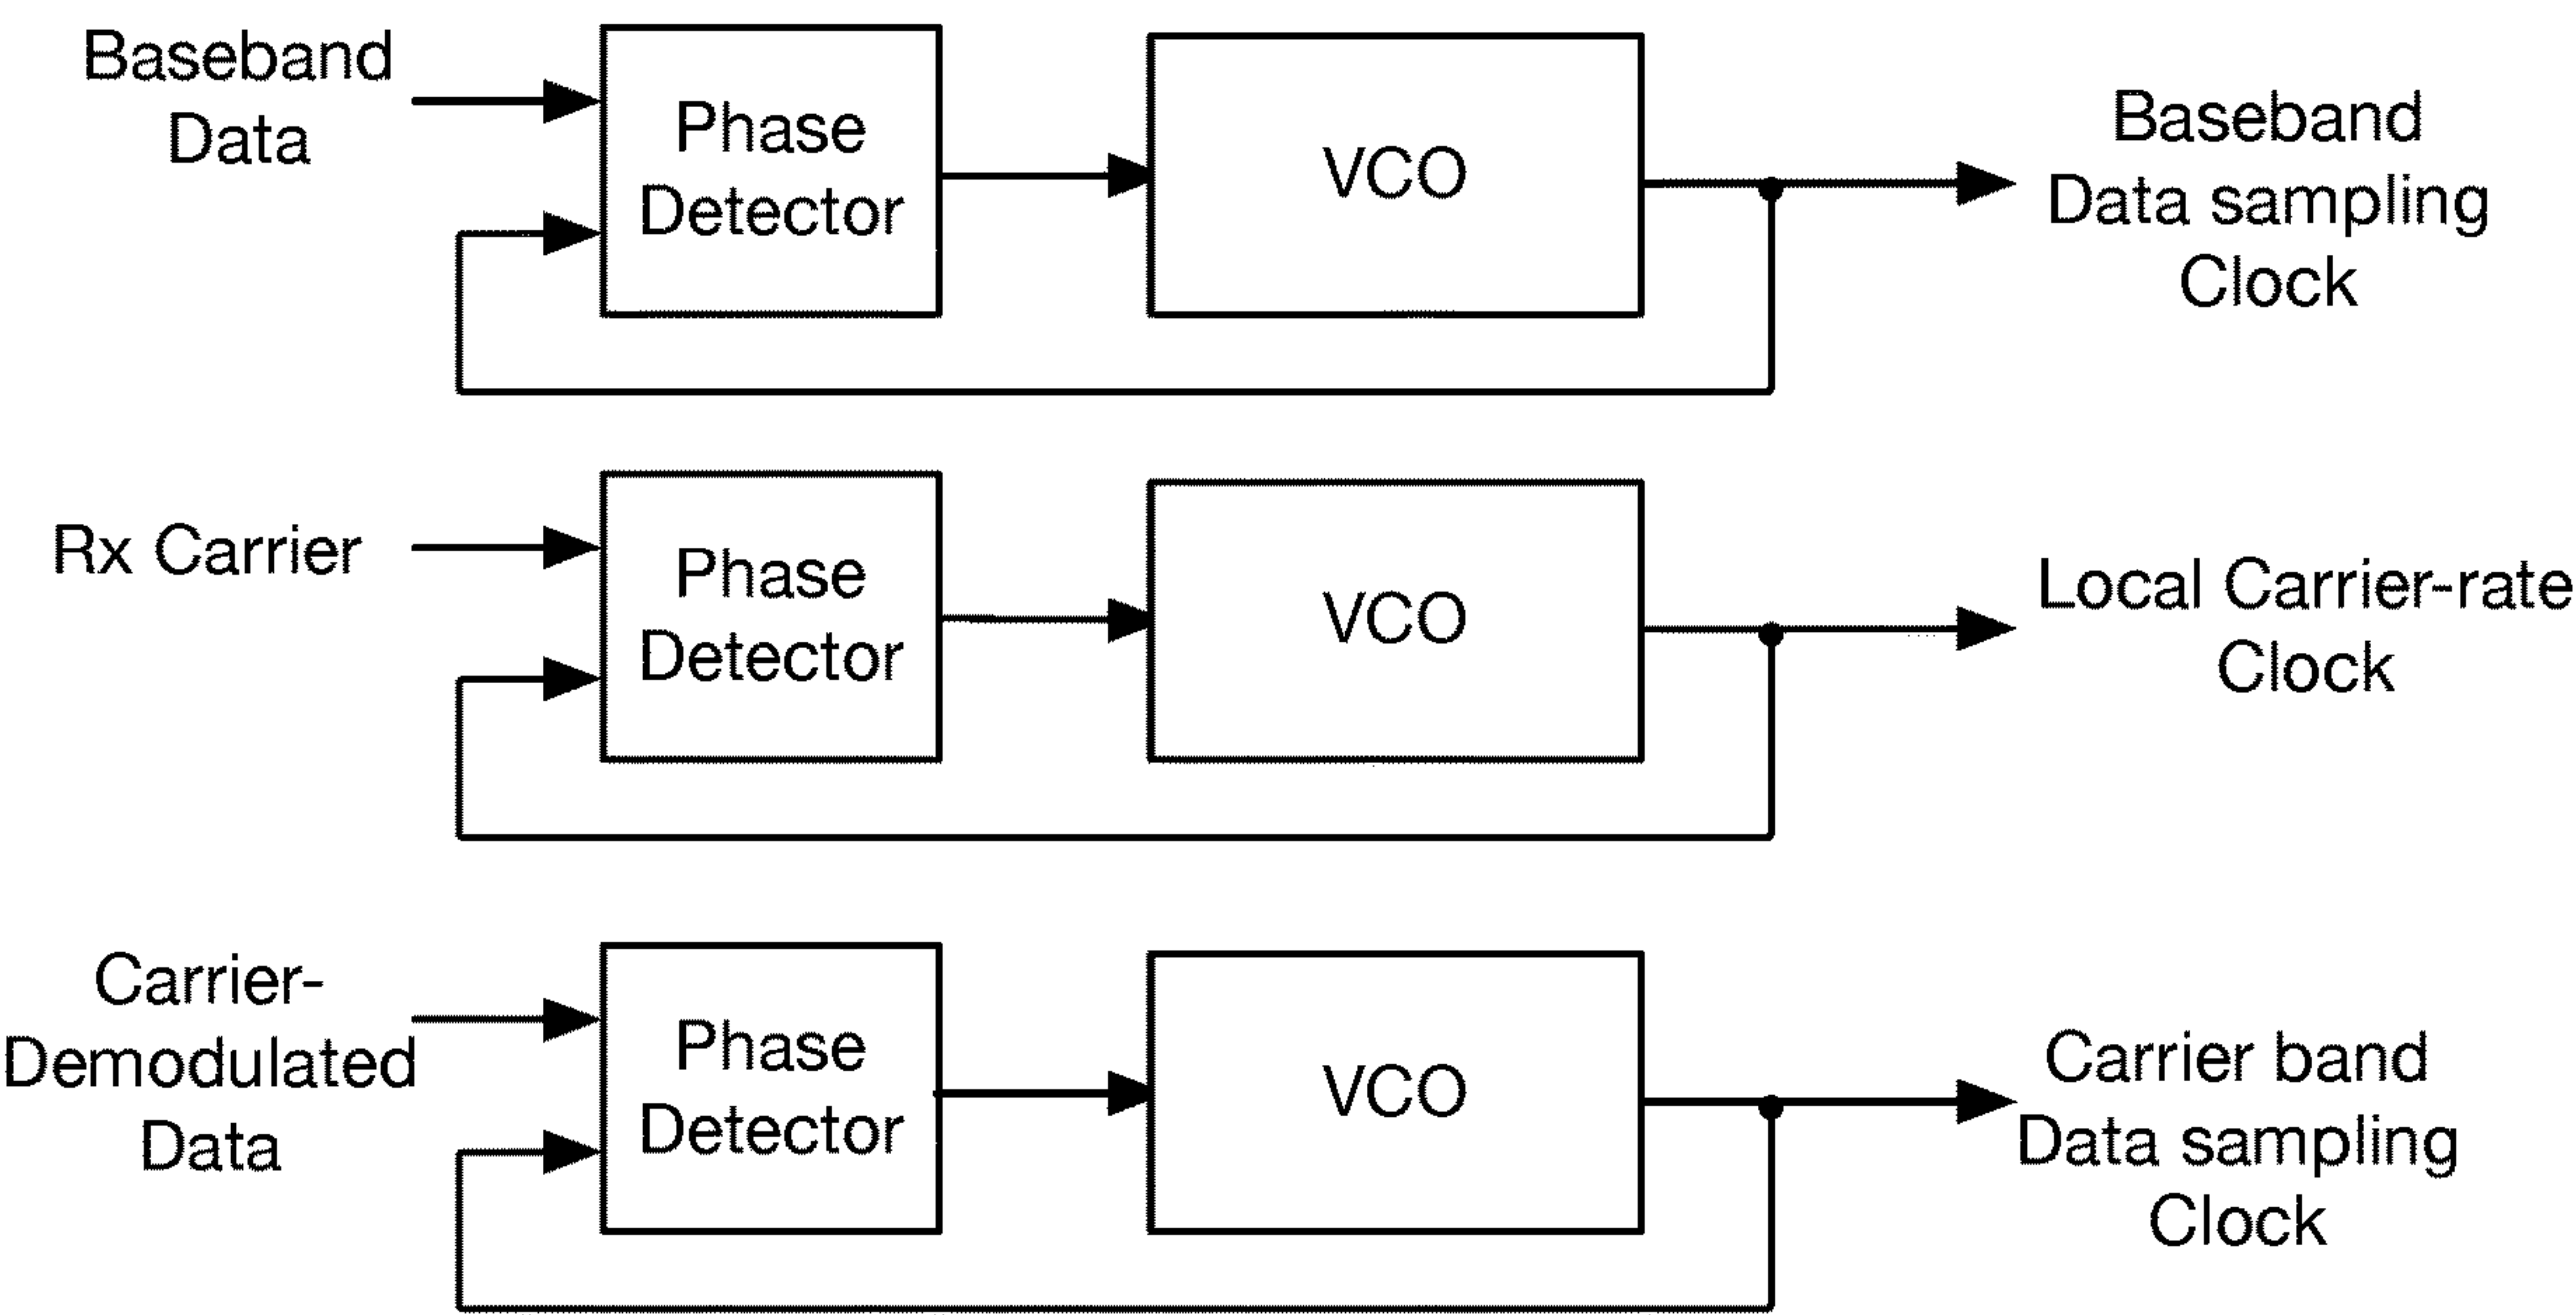 Baseband
Data
Phase
Detector
VCO
Baseband
Data sampling
Clock
Rx Carrier
Phase
Detector
VCO
Local Carrier-rate
Clock
Carrier-
Demodulated
Data
Phase
Detector
VCO
Carrier band
Data sampling
Clock